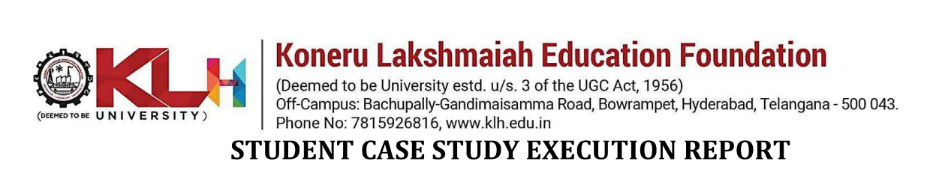 KLH
(DEEMED TO BE UNIVERSITY)
Koneru Lakshmaiah Education Foundation
(Deemed to be University estd. u/s. 3 of the UGC Act, 1956)
Off-Campus: Bachupally-Gandimaisamma Road, Bowrampet, Hyderabad, Telangana - 500 043.
Phone No: 7815926816, www.klh.edu.in
STUDENT CASE STUDY EXECUTION REPORT